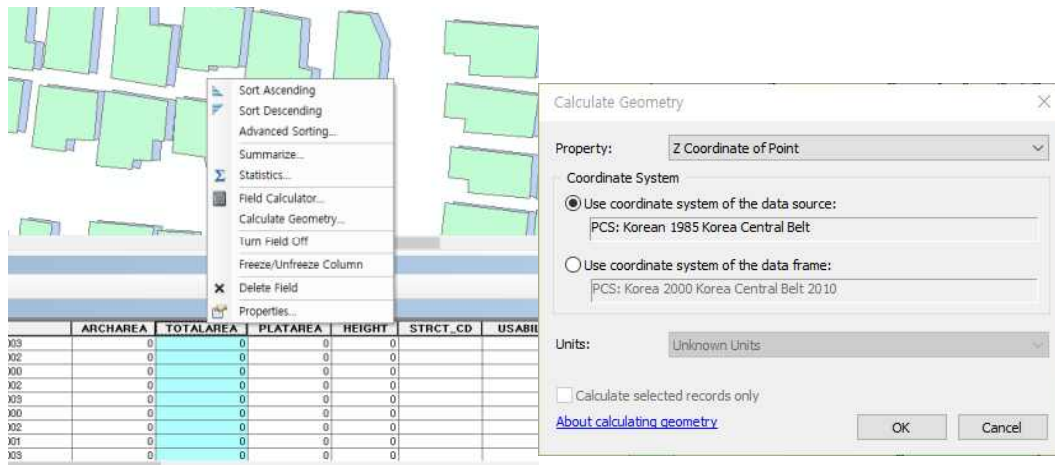 Sort Ascending
Sort Descending
Advanced Sorting...
Summarize...
Σ Statistics...
Field Calculator...
Calculate Geometry...
Turn Field Off
Freeze/Unfreeze Column
Delete Field
Properties...
ARCHAREA TOTALAREA PLATAREA HEIGHT STRCT_CD USABIL
003 0 0 0 0
002 0 0 0 0
000 0 0 0 0
002 0 0 0 0
003 0 0 0 0
000 0 0 0 0
002 0 0 0 0
001 0 0 0 0
003 0 0 0 0
Calculate Geometry
Property: Z Coordinate of Point
Coordinate System
Use coordinate system of the data source:
PCS: Korean 1985 Korea Central Belt
Use coordinate system of the data frame:
PCS: Korea 2000 Korea Central Belt 2010
Units: Unknown Units
Calculate selected records only
About calculating geometry
OK Cancel